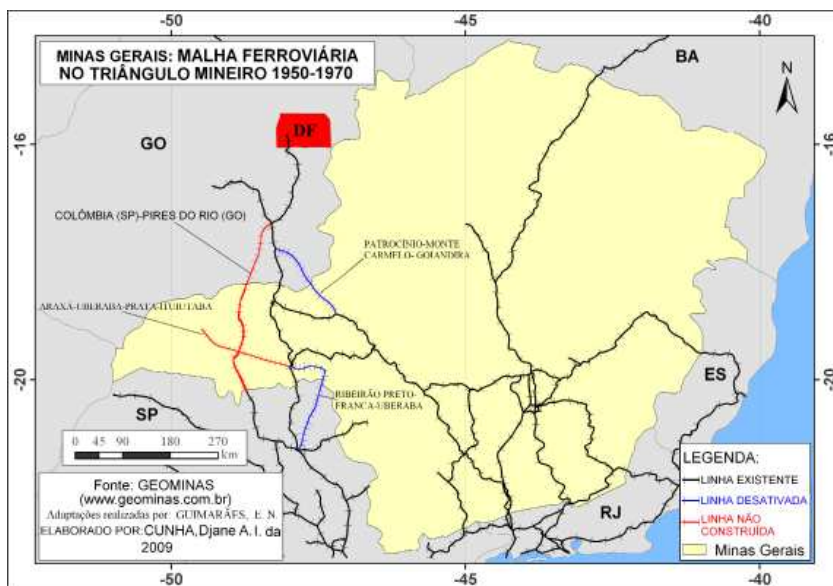 -50
-45
-40
MINAS GERAIS: MALHA FERROVIÁRIA
NO TRIÂNGULO MINEIRO 1950-1970
BA
N
DF
-16
GO
-16
COLÔMBIA (SP)-PIRES DO RIO (GO)
PATROCÍNIO-MONTE
CARMELO- GOIANDIRA
ARAXÁ-UBERABA-PRATA-ITUIUTABA
-20
-20
ES
RIBEIRÃO PRETO-
FRANCA-UBERABA
SP
0 45 90 180 270
km
LEGENDA:
LINHA EXISTENTE
LINHA DESATIVADA
LINHA NÃO
CONSTRUÍDA
Minas Gerais
Fonte: GEOMINAS
(www.geominas.com.br)
Adaptações realizadas por: GUIMARÃES, E. N.
ELABORADO POR:CUNHA,Djane A. I. da
2009
RJ
-50
-45
-40